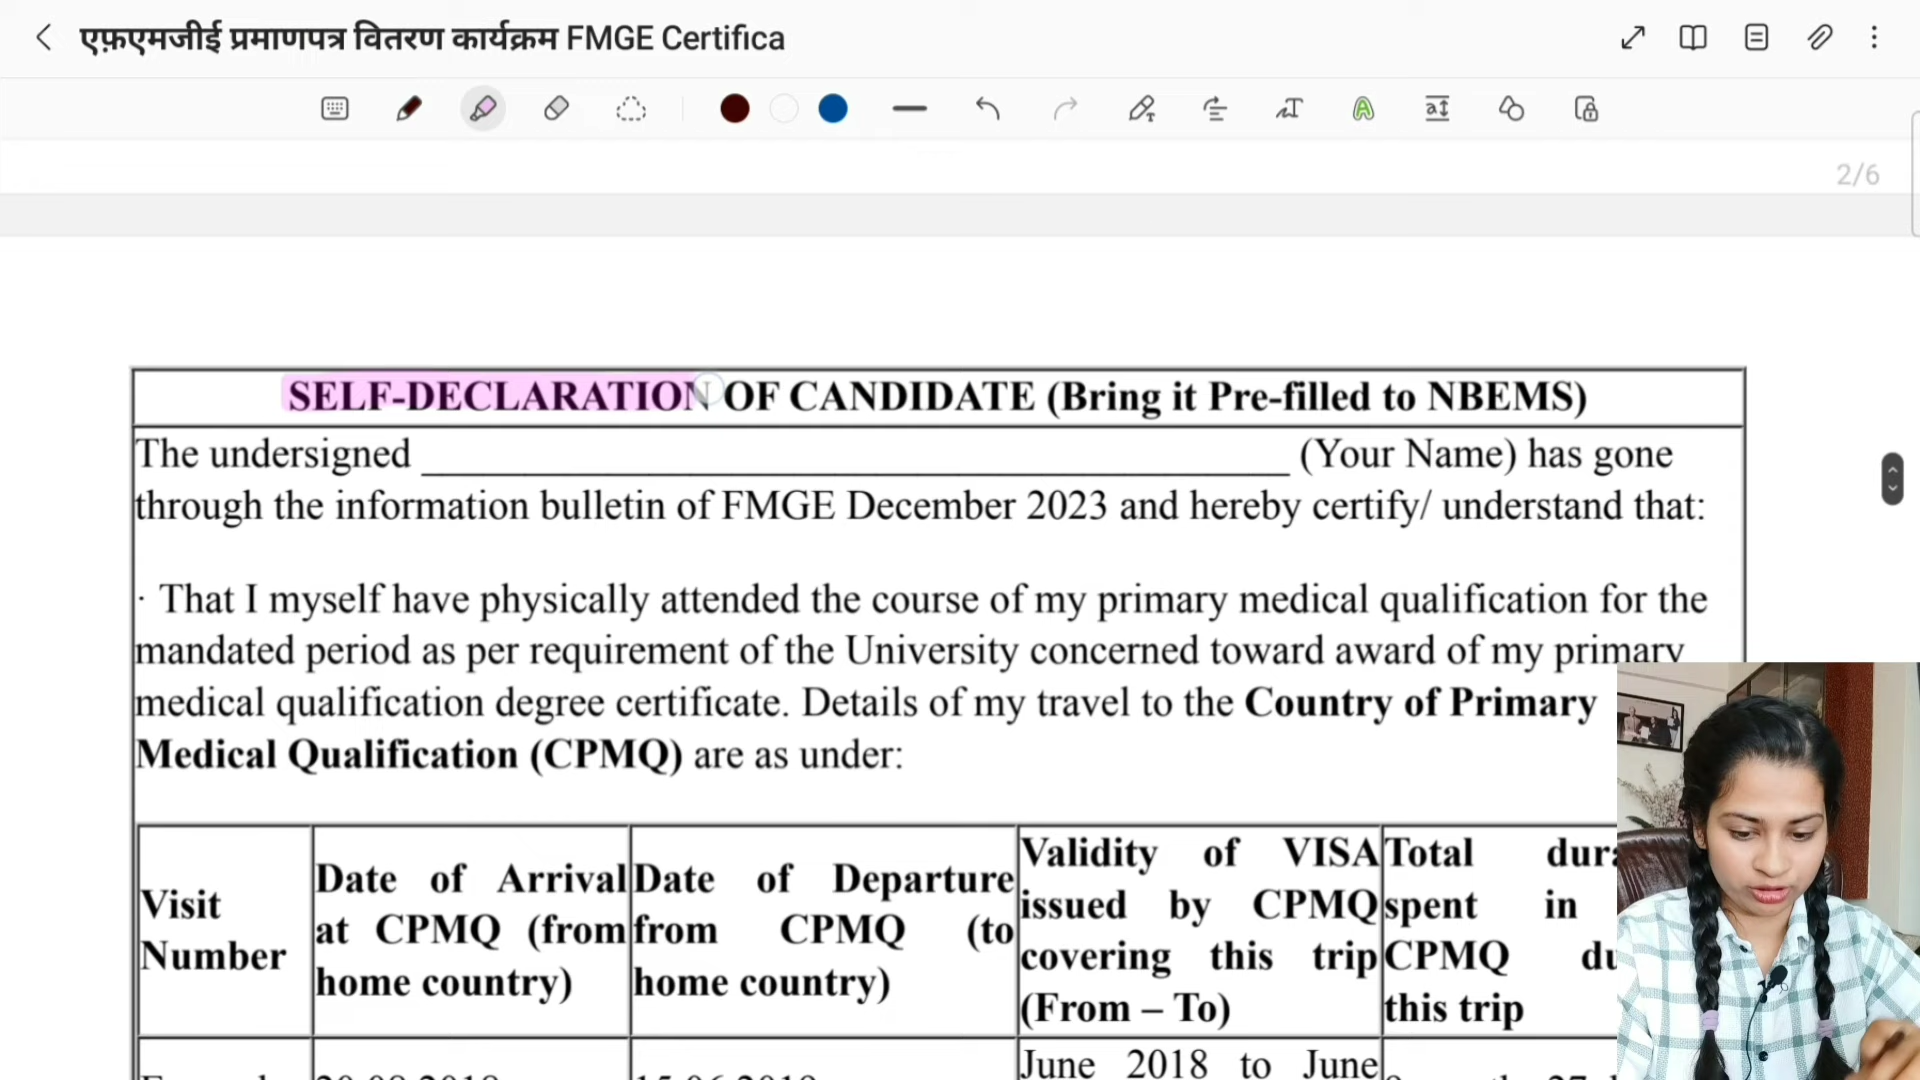 एफ़एमजीई प्रमाणपत्र वितरण कार्यक्रम FMGE Certifica
2/6
SELF-DECLARATION OF CANDIDATE (Bring it Pre-filled to NBEMS)
The undersigned ________________________________________ (Your Name) has gone
through the information bulletin of FMGE December 2023 and hereby certify/ understand that:
· That I myself have physically attended the course of my primary medical qualification for the
mandated period as per requirement of the University concerned toward award of my primary
medical qualification degree certificate. Details of my travel to the Country of Primary
Medical Qualification (CPMQ) are as under:
Visit
Number
Date of Arrival
at CPMQ (from
home country)
Date of Departure
from CPMQ (to
home country)
Validity of VISA
issued by CPMQ
covering this trip
(From – To)
Total
spent in
CPMQ
this trip
June 2018 to June